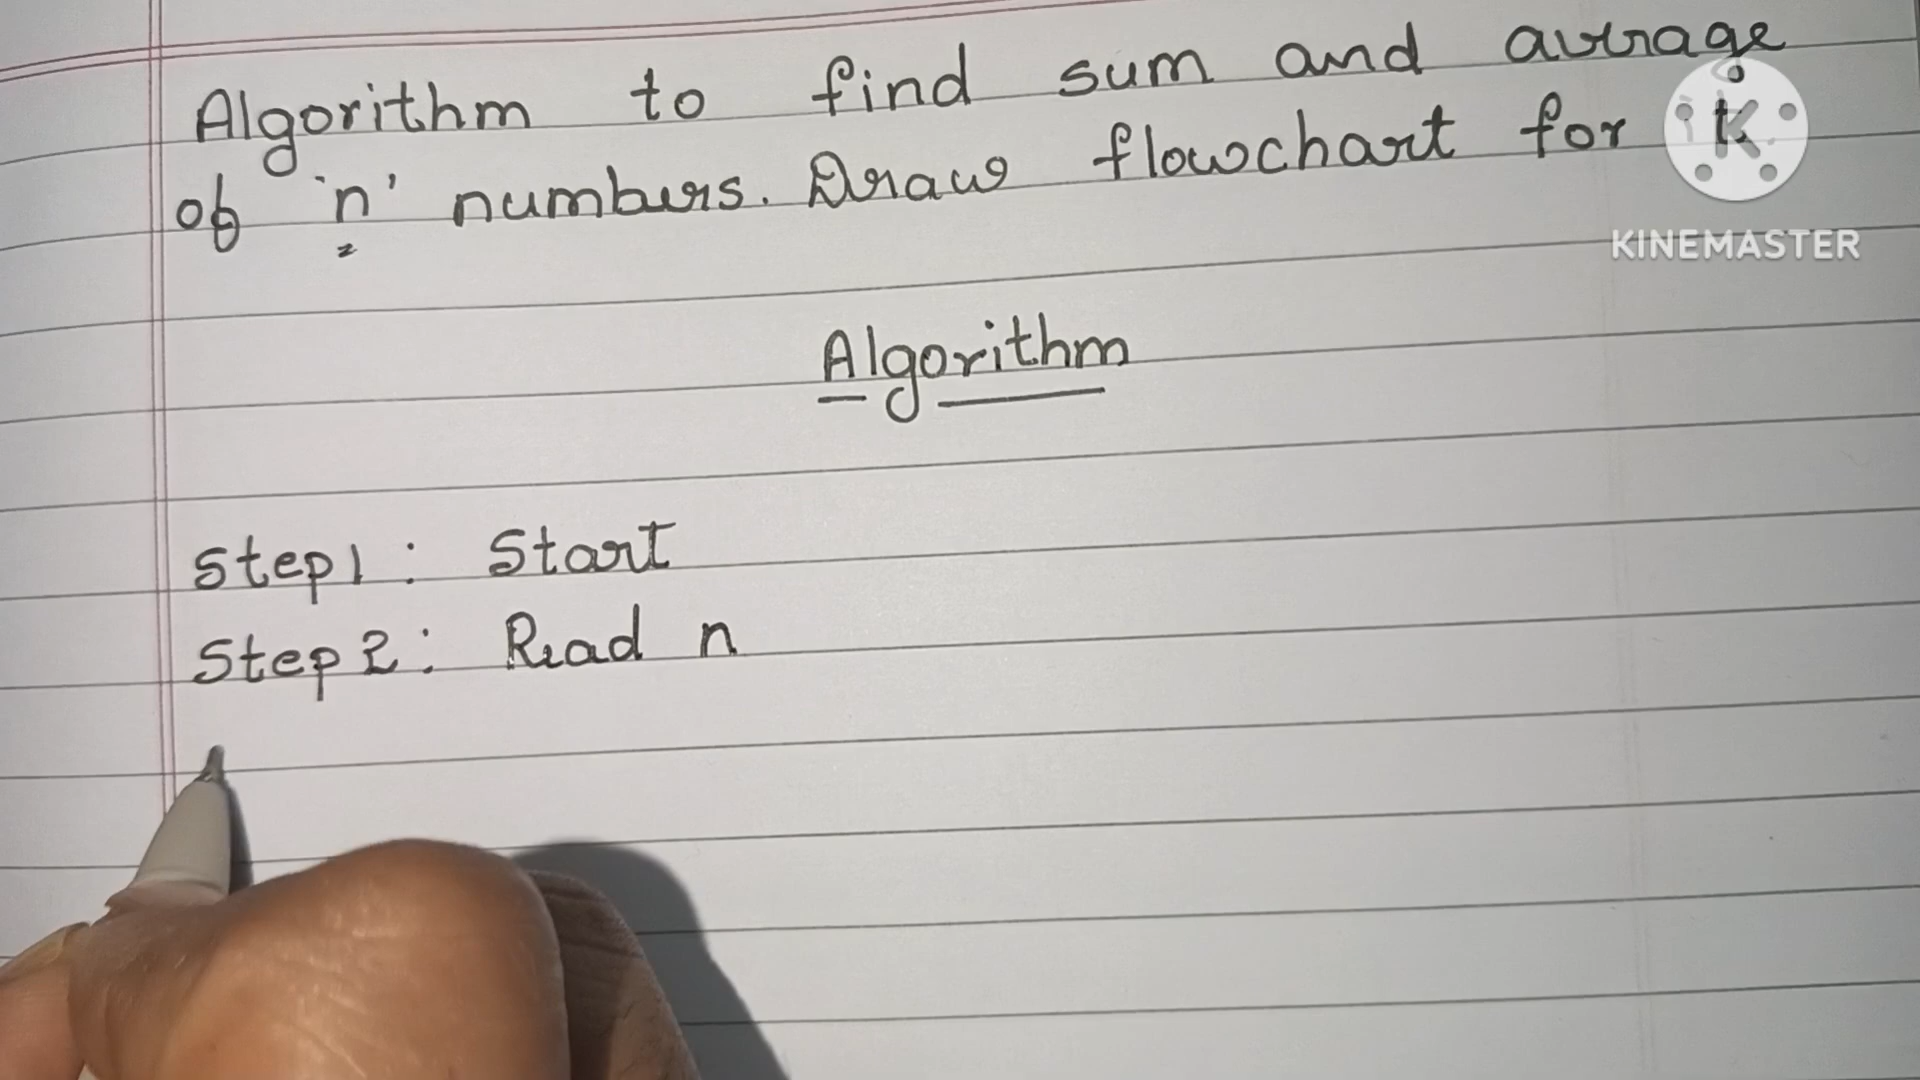 Algorithm to find sum and average
of 'n' numbers. Draw flowchart for it
KINEMASTER
Algorithm
Step1: Start
Step2: Read n